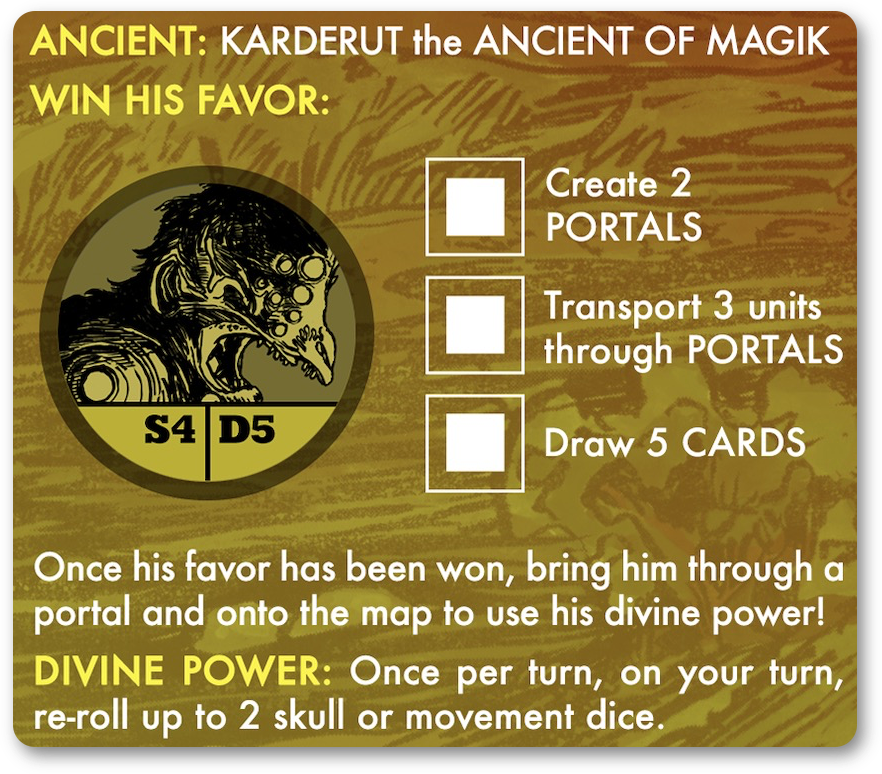 ANCIENT: KARDERUT the ANCIENT OF MAGIK
WIN HIS FAVOR:
Create 2
PORTALS
Transport 3 units
through PORTALS
Draw 5 CARDS
S4 D5
Once his favor has been won, bring him through a
portal and onto the map to use his divine power!
DIVINE POWER: Once per turn, on your turn,
re-roll up to 2 skull or movement dice.